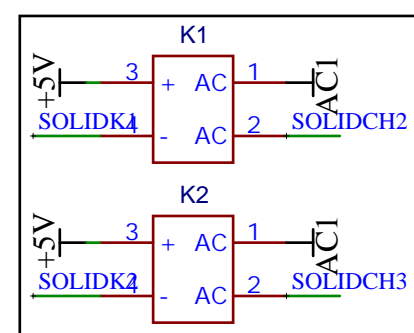 K1
+5V 3 + AC 1 AC1
SOLIDK1 4 - AC 2 SOLIDCH2
K2
+5V 3 + AC 1 AC1
SOLIDK2 4 - AC 2 SOLIDCH3